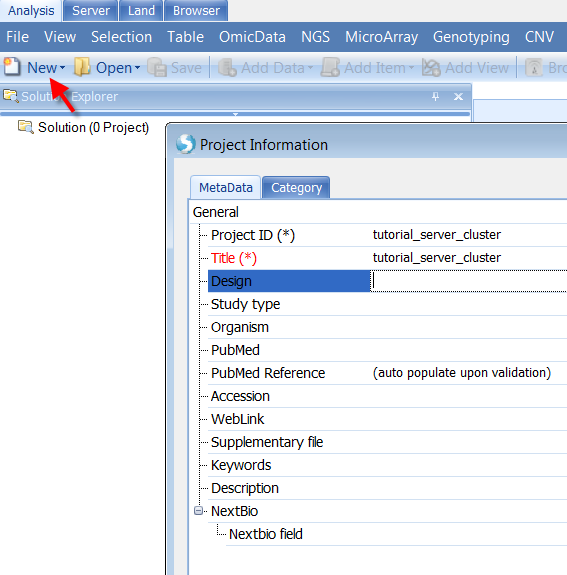 Analysis Server Land Browser
File View Selection Table OmicData NGS MicroArray Genotyping CNV
New Open Save Add Data Add Item Add View Bro
Solut Explorer
Solution (0 Project)
Project Information
MetaData Category
General
Project ID (*) tutorial_server_cluster
Title (*) tutorial_server_cluster
Design
Study type
Organism
PubMed
PubMed Reference (auto populate upon validation)
Accession
WebLink
Supplementary file
Keywords
Description
NextBio
Nextbio field